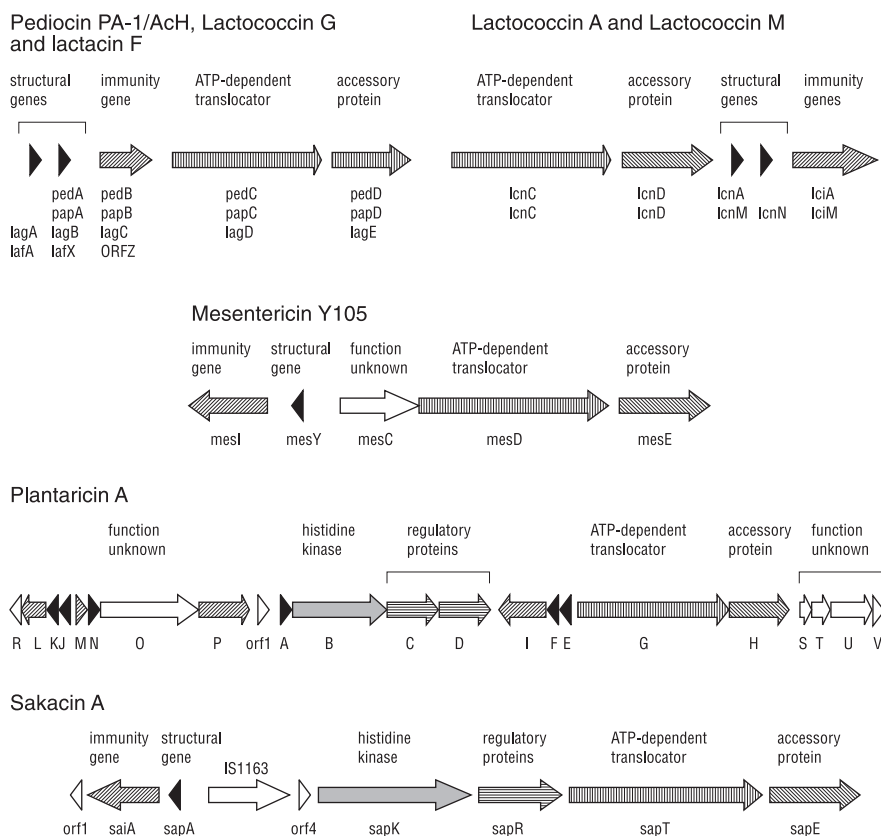 Pediocin PA-1/AcH, Lactococcin G
and lactacin F
structural genes
immunity gene
ATP-dependent translocator
accessory protein
pedA pedB pedC pedD
papA papB papC papD
lagA lagB lagC lagD lagE
lafA lafX ORFZ
Lactococcin A and Lactococcin M
ATP-dependent translocator
accessory protein
structural genes
immunity genes
lcnC lcnD lcnA lciA
lcnC lcnD lcnM lcnN lciM
Mesentericin Y105
immunity gene
structural gene
function unknown
ATP-dependent translocator
accessory protein
mesI mesY mesC mesD mesE
Plantaricin A
function unknown
histidine kinase
regulatory proteins
ATP-dependent translocator
accessory protein
function unknown
R L K J M N O P orf1 A B C D I F E G H S T U V
Sakacin A
immunity gene
structural gene
IS1163
histidine kinase
regulatory proteins
ATP-dependent translocator
accessory protein
orf1 saiA sapA orf4 sapK sapR sapT sapE